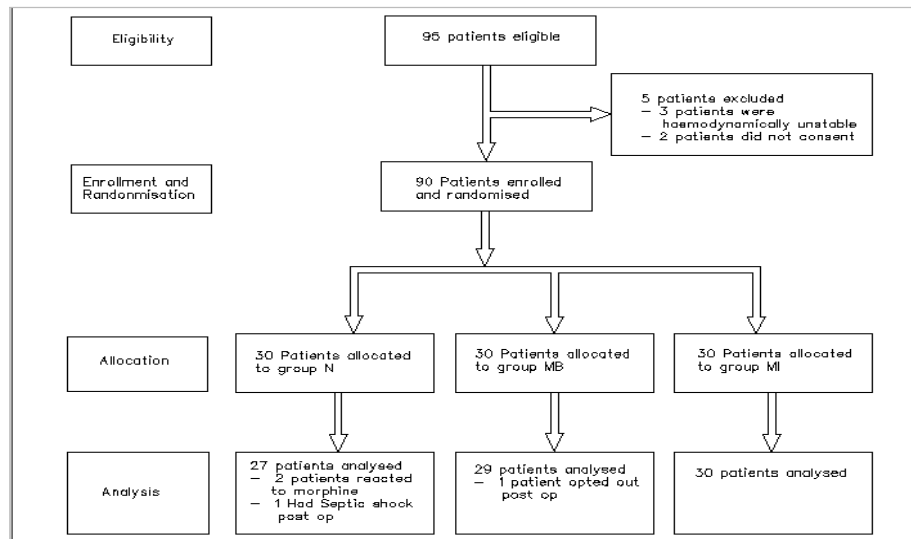 Eligibility
95 patients eligible
5 patients excluded
– 3 patients were
haemodynamically unstable
– 2 patients did not consent
Enrollment and
Randonmisation
90 Patients enrolled
and randomised
Allocation
30 Patients allocated
to group N
30 Patients allocated
to group MB
30 Patients allocated
to group MI
Analysis
27 patients analysed
– 2 patients reacted
to morphine
– 1 Had Septic shock
post op
29 patients analysed
– 1 patient opted out
post op
30 patients analysed